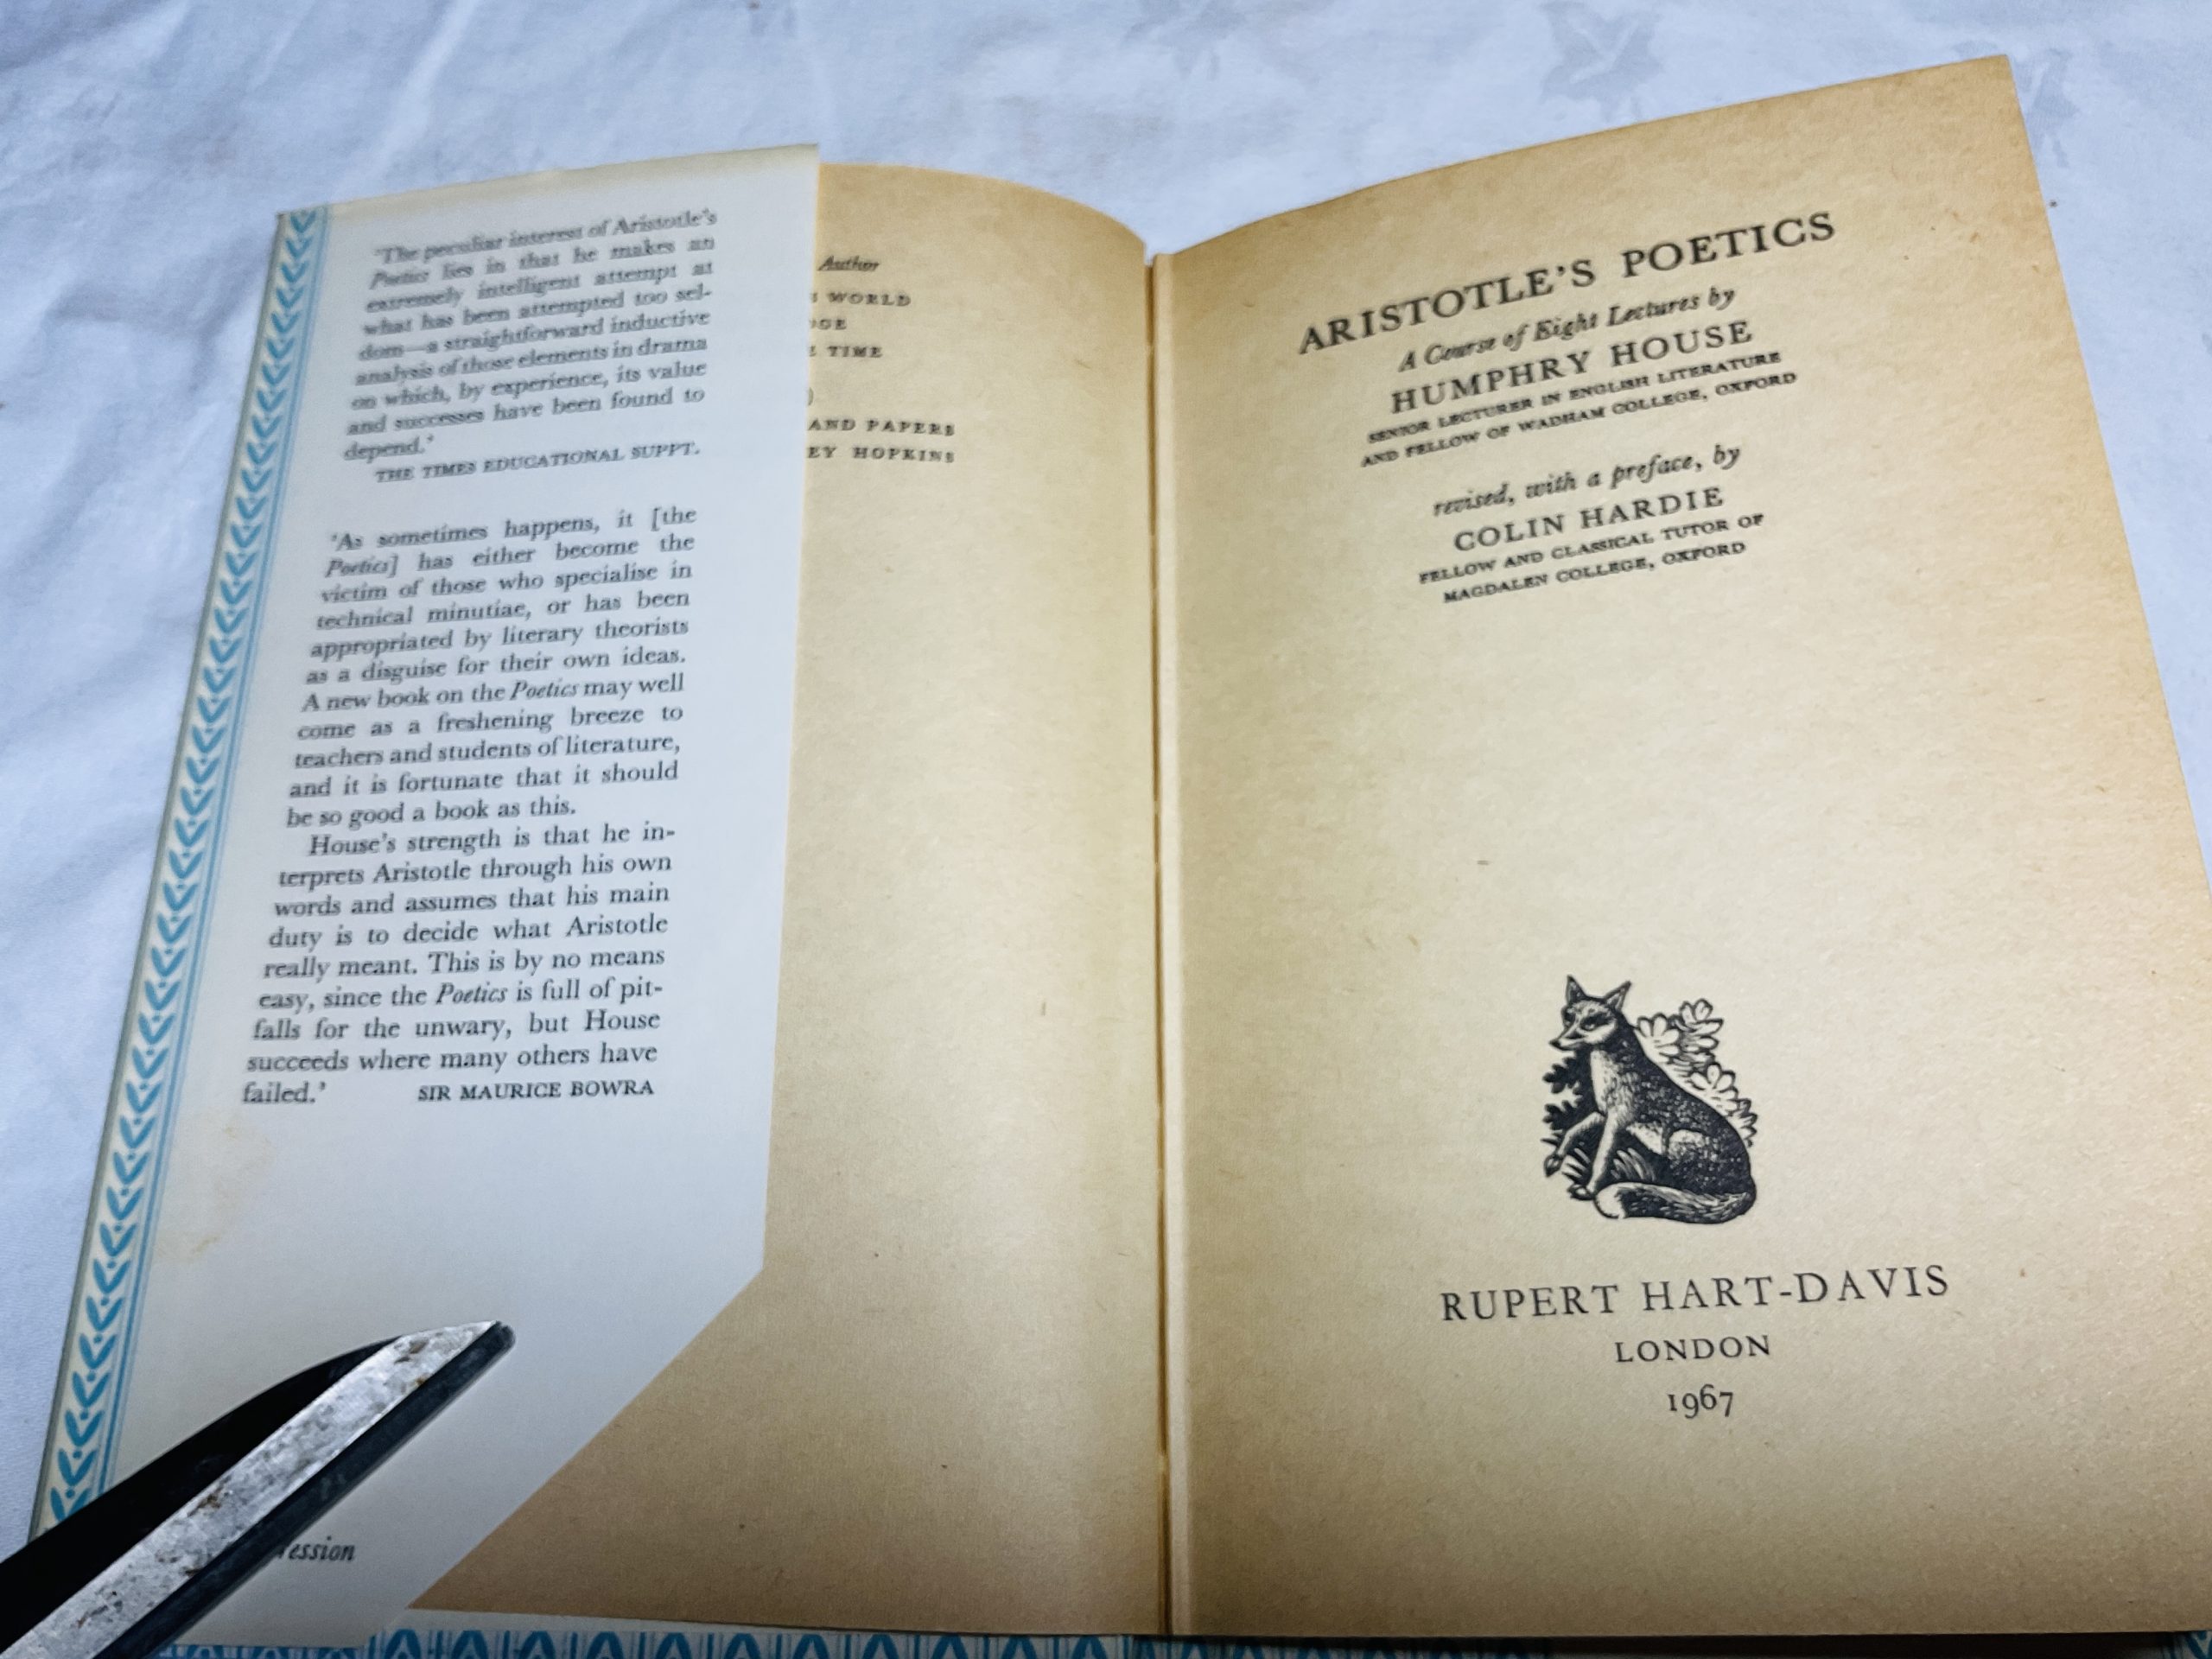 'The peculiar interest of Aristotle's
Poetics lies in that he makes an
extremely intelligent attempt at
what has been attempted too sel-
dom—a straightforward inductive
analysis of those elements in drama
on which, by experience, its value
and successes have been found to
depend.'
THE TIMES EDUCATIONAL SUPPT.
'As sometimes happens, it [the
Poetics] has either become the
victim of those who specialise in
technical minutiae, or has been
appropriated by literary theorists
as a disguise for their own ideas.
A new book on the Poetics may well
come as a freshening breeze to
teachers and students of literature,
and it is fortunate that it should
be so good a book as this.
House's strength is that he in-
terprets Aristotle through his own
words and assumes that his main
duty is to decide what Aristotle
really meant. This is by no means
easy, since the Poetics is full of pit-
falls for the unwary, but House
succeeds where many others have
failed.' SIR MAURICE BOWRA
Author
WORLD
TIME
)
AND PAPERS
EY HOPKINS
ARISTOTLE'S POETICS
A Course of Eight Lectures by
HUMPHRY HOUSE
SENIOR LECTURER IN ENGLISH LITERATURE
AND FELLOW OF WADHAM COLLEGE, OXFORD
revised, with a preface, by
COLIN HARDIE
FELLOW AND CLASSICAL TUTOR OF
MAGDALEN COLLEGE, OXFORD
RUPERT HART-DAVIS
LONDON
1967